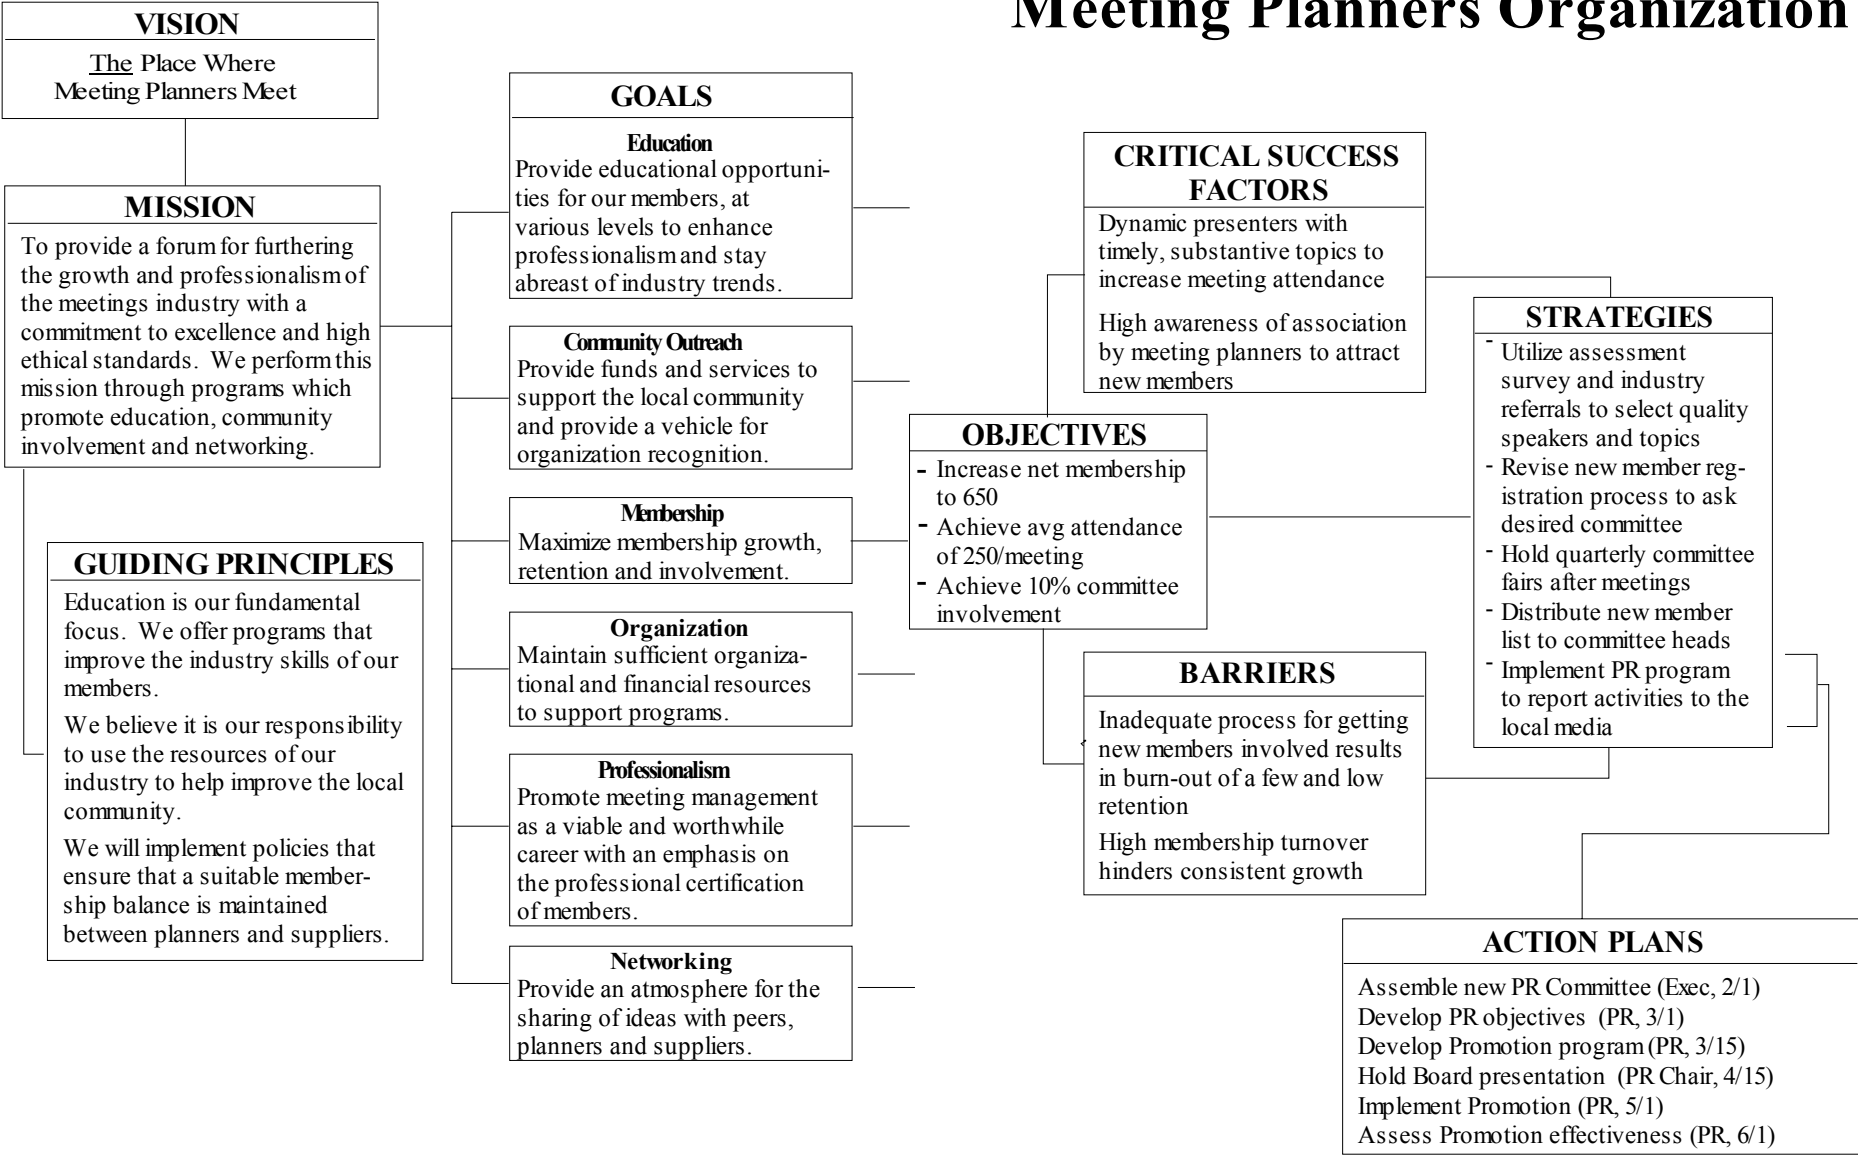 Meeting Planners Organization
VISION
The Place Where
Meeting Planners Meet
MISSION
To provide a forum for furthering
the growth and professionalism of
the meetings industry with a
commitment to excellence and high
ethical standards. We perform this
mission through programs which
promote education, community
involvement and networking.
GUIDING PRINCIPLES
Education is our fundamental
focus. We offer programs that
improve the industry skills of our
members.
We believe it is our responsibility
to use the resources of our
industry to help improve the local
community.
We will implement policies that
ensure that a suitable member-
ship balance is maintained
between planners and suppliers.
GOALS
Education
Provide educational opportuni-
ties for our members, at
various levels to enhance
professionalism and stay
abreast of industry trends.
Community Outreach
Provide funds and services to
support the local community
and provide a vehicle for
organization recognition.
Membership
Maximize membership growth,
retention and involvement.
Organization
Maintain sufficient organiza-
tional and financial resources
to support programs.
Professionalism
Promote meeting management
as a viable and worthwhile
career with an emphasis on
the professional certification
of members.
Networking
Provide an atmosphere for the
sharing of ideas with peers,
planners and suppliers.
OBJECTIVES
- Increase net membership
to 650
- Achieve avg attendance
of 250/meeting
- Achieve 10% committee
involvement
CRITICAL SUCCESS
FACTORS
Dynamic presenters with
timely, substantive topics to
increase meeting attendance
High awareness of association
by meeting planners to attract
new members
BARRIERS
Inadequate process for getting
new members involved results
in burn-out of a few and low
retention
High membership turnover
hinders consistent growth
STRATEGIES
- Utilize assessment
survey and industry
referrals to select quality
speakers and topics
- Revise new member reg-
istration process to ask
desired committee
- Hold quarterly committee
fairs after meetings
- Distribute new member
list to committee heads
- Implement PR program
to report activities to the
local media
ACTION PLANS
Assemble new PR Committee (Exec, 2/1)
Develop PR objectives (PR, 3/1)
Develop Promotion program (PR, 3/15)
Hold Board presentation (PR Chair, 4/15)
Implement Promotion (PR, 5/1)
Assess Promotion effectiveness (PR, 6/1)